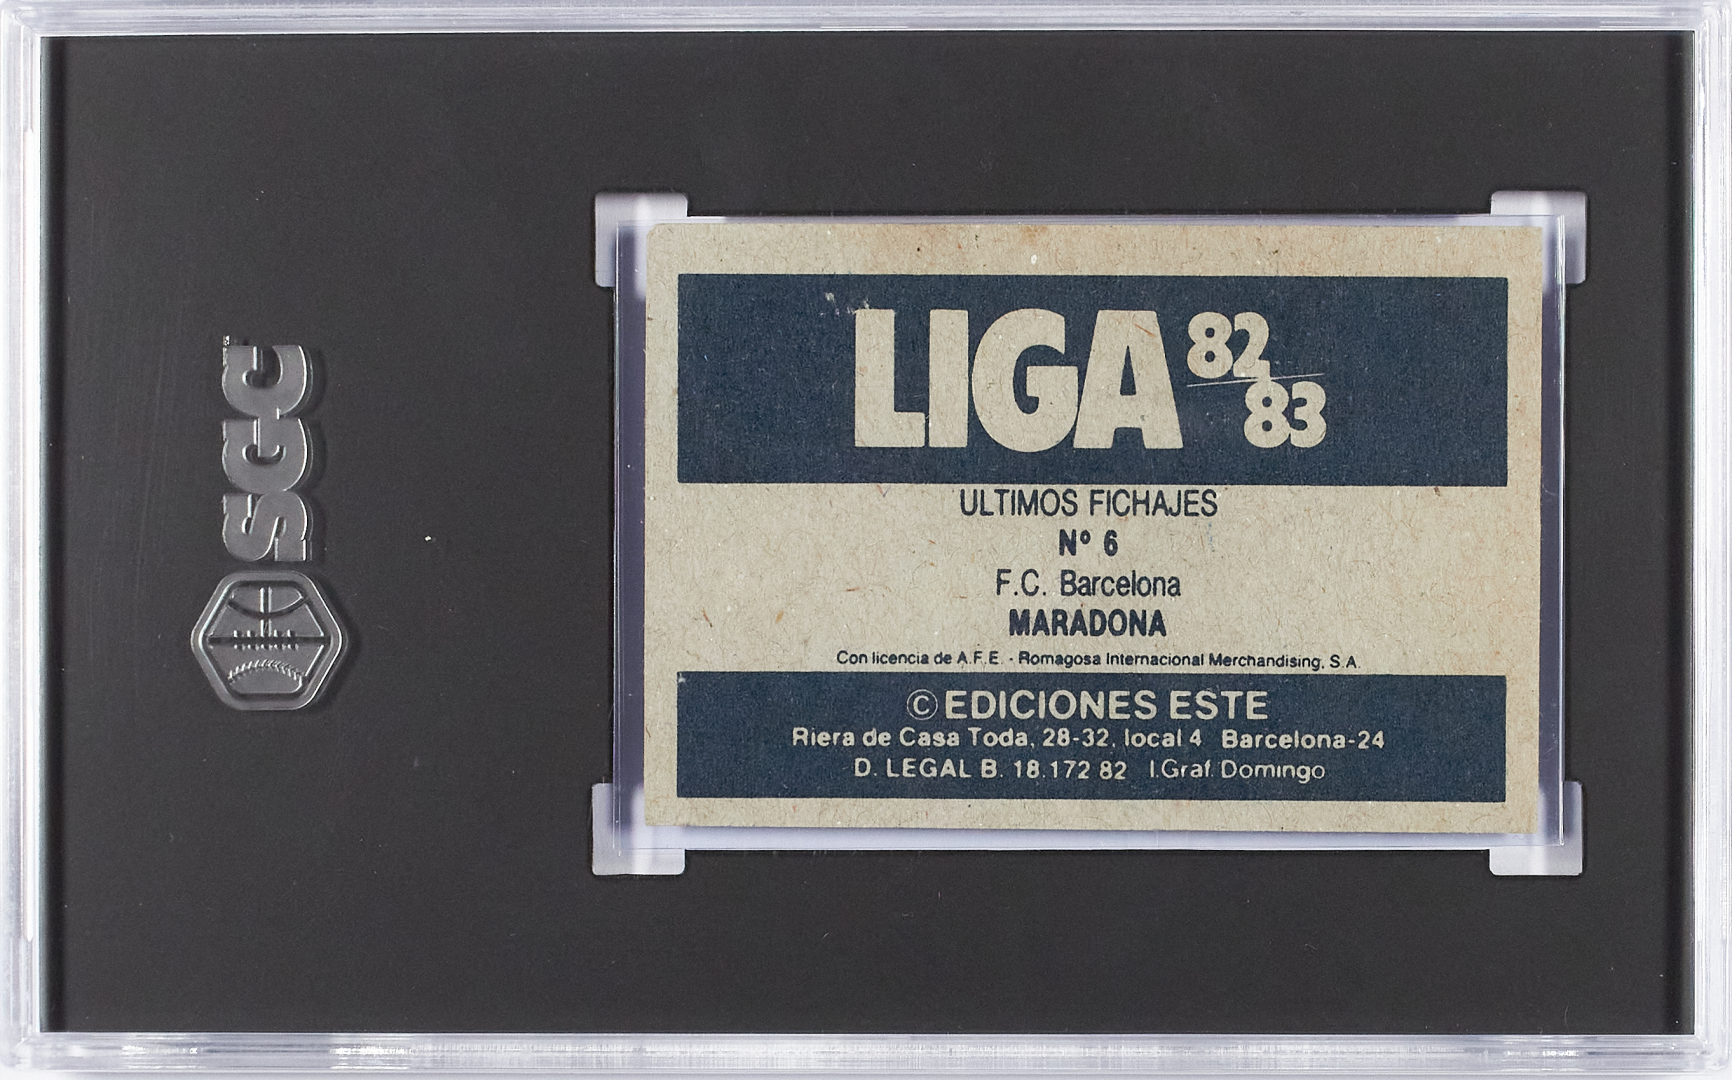 SGC
LIGA 82/83
ULTIMOS FICHAJES
Nº 6
F.C. Barcelona
MARADONA
Con licencia de A.F.E. - Romagosa Internacional Merchandising, S.A.
© EDICIONES ESTE
Riera de Casa Toda, 28-32, local 4 Barcelona-24
D. LEGAL B. 18.172 82 I.Graf. Domingo